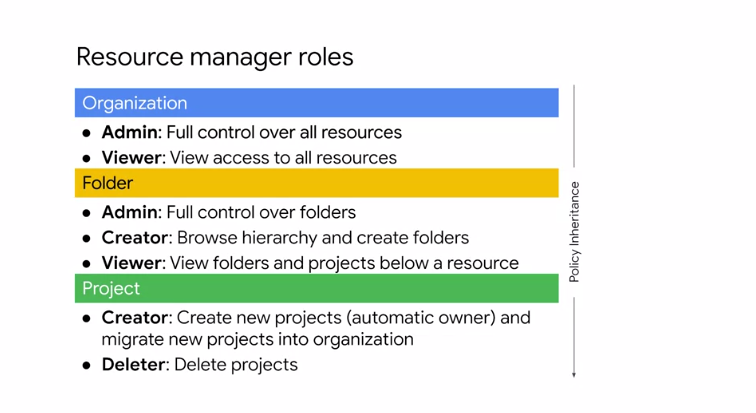 Resource manager roles
Organization
● Admin: Full control over all resources
● Viewer: View access to all resources
Folder
● Admin: Full control over folders
● Creator: Browse hierarchy and create folders
● Viewer: View folders and projects below a resource
Project
● Creator: Create new projects (automatic owner) and
migrate new projects into organization
● Deleter: Delete projects
Policy Inheritance